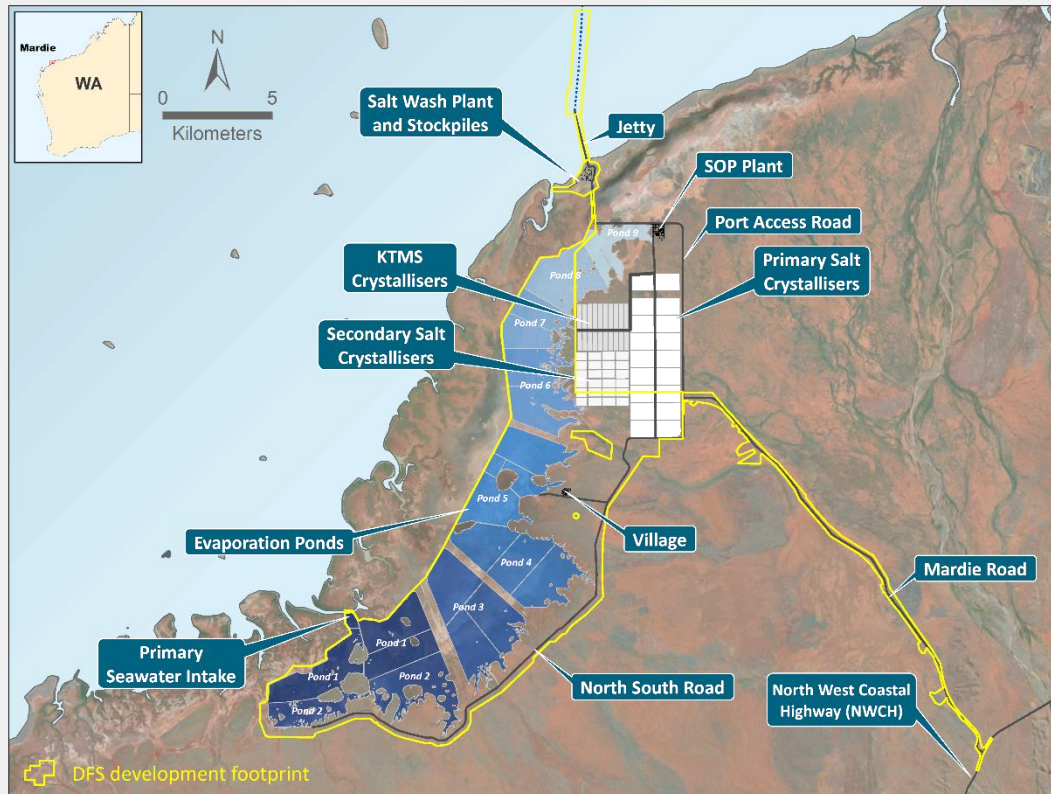 Mardie
WA
N
0
5
Kilometers
Salt Wash Plant
and Stockpiles
Jetty
SOP Plant
Port Access Road
Pond 9
KTMS
Crystallisers
Pond 8
Primary Salt
Crystallisers
Pond 7
Secondary Salt
Crystallisers
Pond 6
Pond 5
Evaporation Ponds
Village
Pond 4
Mardie Road
Pond 3
Primary
Seawater Intake
Pond 1
Pond 1
Pond 2
Pond 2
North South Road
North West Coastal
Highway (NWCH)
DFS development footprint